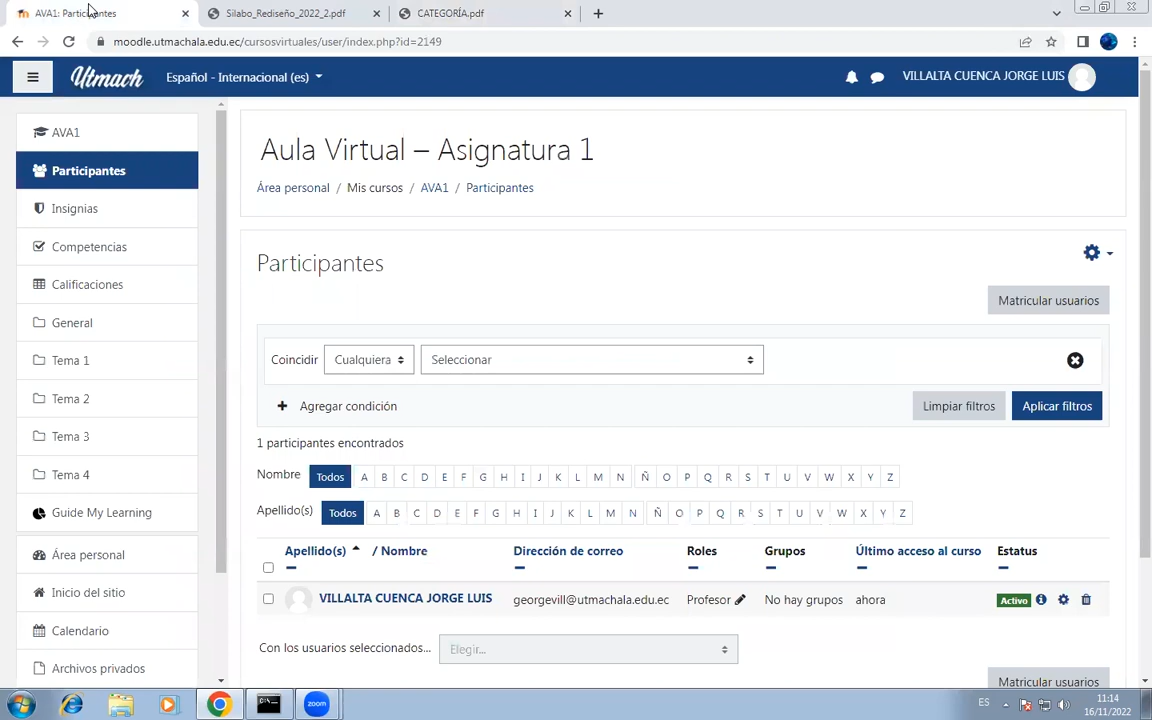 AVA1: Participantes
Silabo_Rediseño_2022_2.pdf
CATEGORÍA.pdf
moodle.utmachala.edu.ec/cursosvirtuales/user/index.php?id=2149
Utmach
Español - Internacional (es)
VILLALTA CUENCA JORGE LUIS
AVA1
Participantes
Insignias
Competencias
Calificaciones
General
Tema 1
Tema 2
Tema 3
Tema 4
Guide My Learning
Área personal
Inicio del sitio
Calendario
Archivos privados
Aula Virtual – Asignatura 1
Área personal / Mis cursos / AVA1 / Participantes
Participantes
Matricular usuarios
Coincidir Cualquiera Seleccionar
Agregar condición Limpiar filtros Aplicar filtros
1 participantes encontrados
Nombre Todos A B C D E F G H I J K L M N Ñ O P Q R S T U V W X Y Z
Apellido(s) Todos A B C D E F G H I J K L M N Ñ O P Q R S T U V W X Y Z
Apellido(s) / Nombre Dirección de correo Roles Grupos Último acceso al curso Estatus
VILLALTA CUENCA JORGE LUIS georgevill@utmachala.edu.ec Profesor No hay grupos ahora Activo
Con los usuarios seleccionados... Elegir...
Matricular usuarios
zoom
ES
11:14
16/11/2022